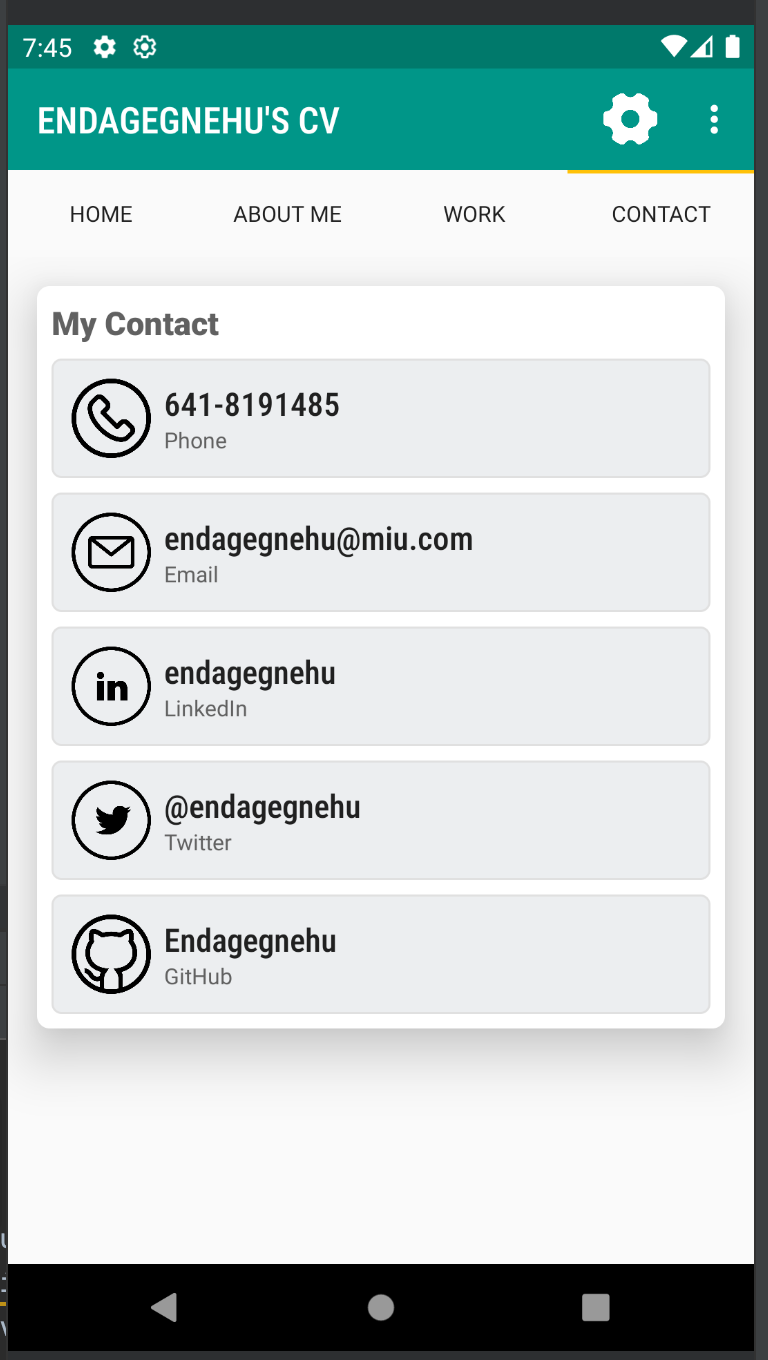 7:45
ENDAGEGNEHU'S CV
HOME
ABOUT ME
WORK
CONTACT
My Contact
641-8191485
Phone
endagegnehu@miu.com
Email
in
endagegnehu
LinkedIn
@endagegnehu
Twitter
Endagegnehu
GitHub